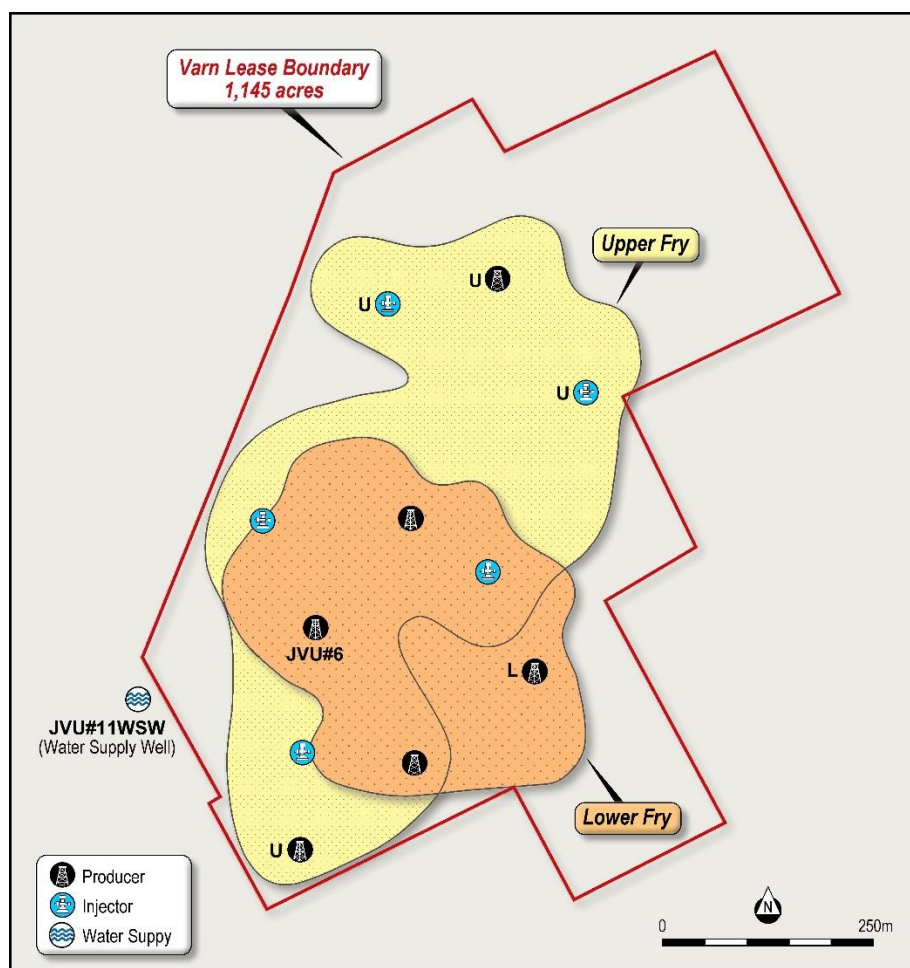 Varn Lease Boundary
1,145 acres
Upper Fry
U
U
U
JVU#6
L
JVU#11WSW
(Water Supply Well)
Lower Fry
U
Producer
Injector
Water Suppy
N
0
250m